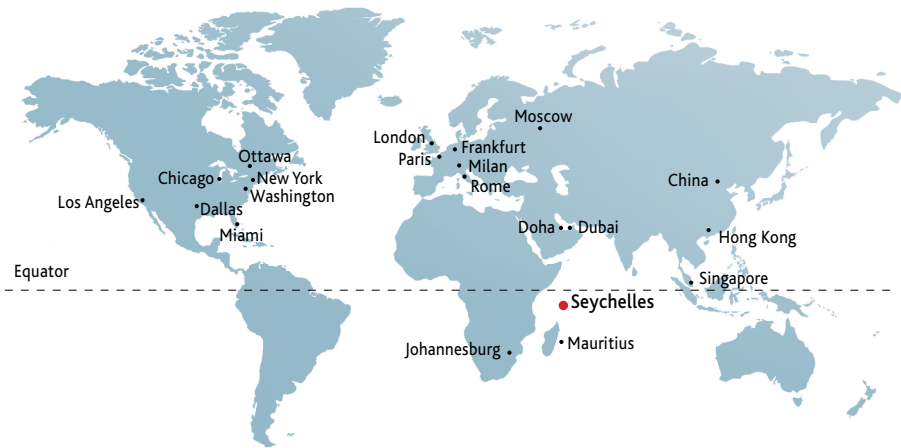 Moscow
London
Frankfurt
Paris
Milan
Rome
Ottawa
Chicago
New York
Washington
Los Angeles
Dallas
Miami
China
Doha
Dubai
Hong Kong
Equator
Singapore
Seychelles
Johannesburg
Mauritius